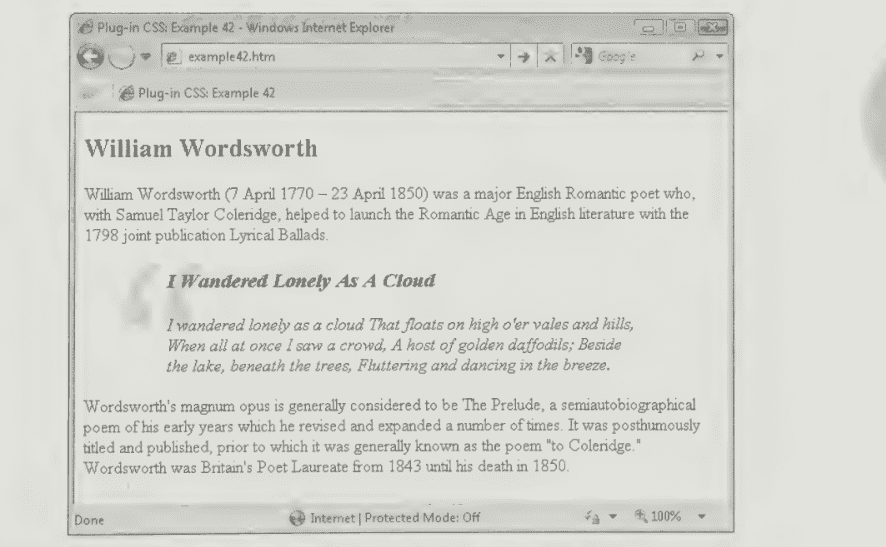 Plug-in CSS: Example 42 - Windows Internet Explorer
example42.htm
Google
Plug-in CSS: Example 42
William Wordsworth
William Wordsworth (7 April 1770 – 23 April 1850) was a major English Romantic poet who,
with Samuel Taylor Coleridge, helped to launch the Romantic Age in English literature with the
1798 joint publication Lyrical Ballads.
“
I Wandered Lonely As A Cloud
I wandered lonely as a cloud That floats on high o'er vales and hills,
When all at once I saw a crowd, A host of golden daffodils; Beside
the lake, beneath the trees, Fluttering and dancing in the breeze.
Wordsworth's magnum opus is generally considered to be The Prelude, a semiautobiographical
poem of his early years which he revised and expanded a number of times. It was posthumously
titled and published, prior to which it was generally known as the poem "to Coleridge."
Wordsworth was Britain's Poet Laureate from 1843 until his death in 1850.
Done
Internet | Protected Mode: Off
100%